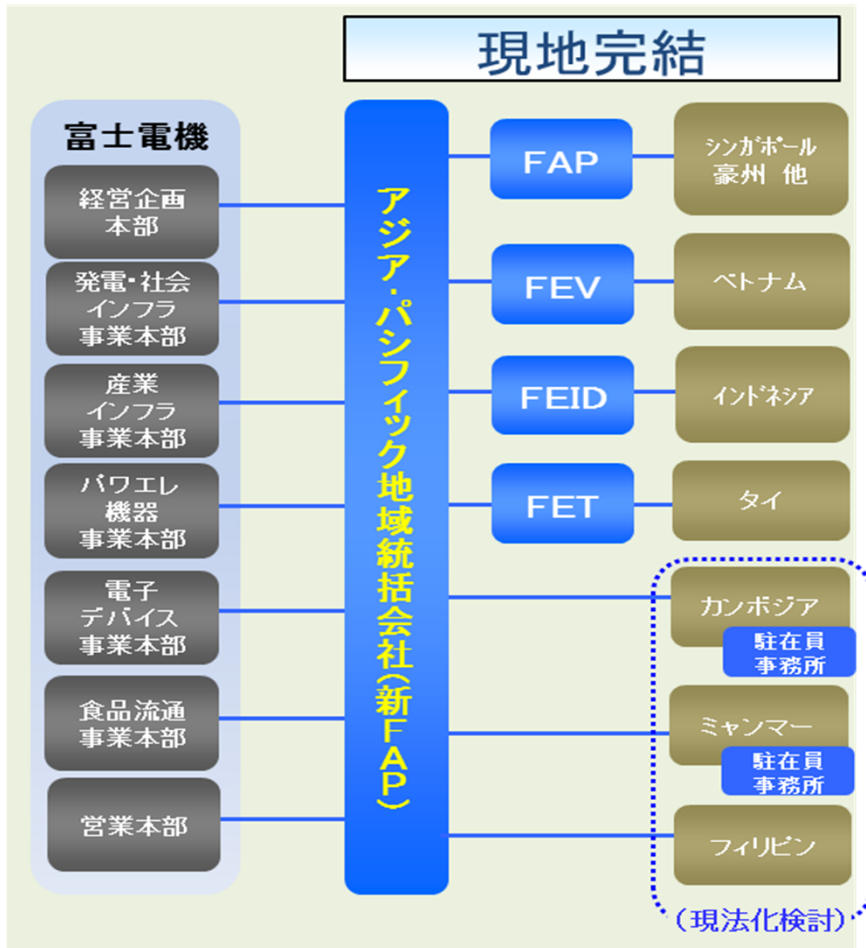 現地完結
富士電機
経営企画
本部
発電・社会
インフラ
事業本部
産業
インフラ
事業本部
パワエレ
機器
事業本部
電子
デバイス
事業本部
食品流通
事業本部
営業本部
アジア・パシフィック地域統括会社(新FAP)
FAP
シンガポール
豪州 他
FEV
ベトナム
FEID
インドネシア
FET
タイ
カンボジア
駐在員
事務所
ミャンマー
駐在員
事務所
フィリピン
(現法化検討)